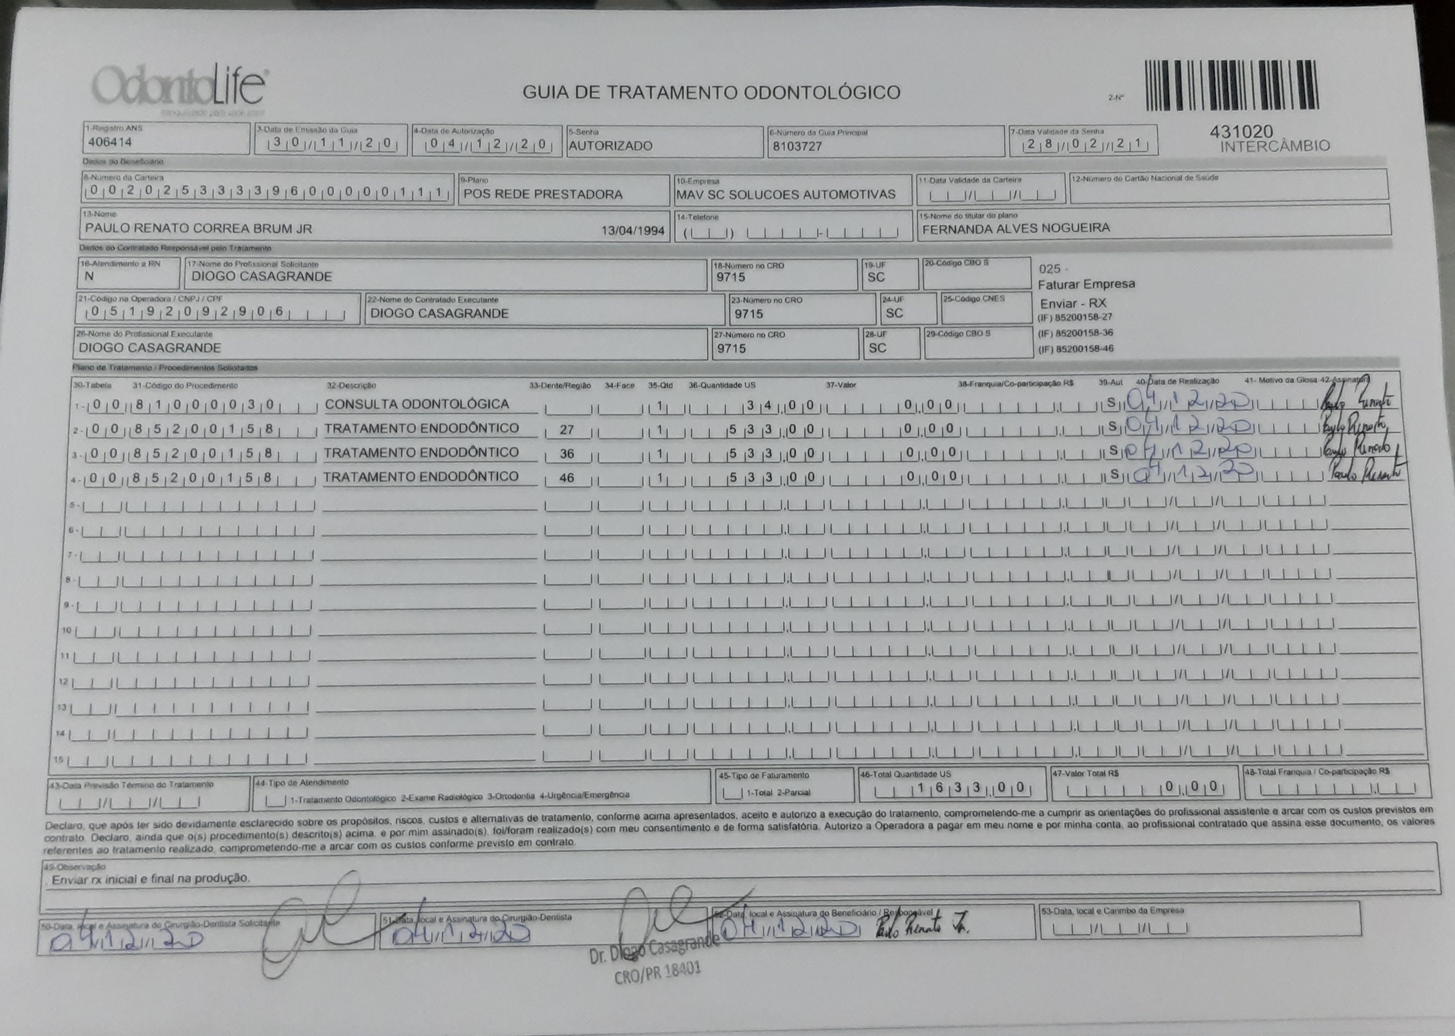 OdontoLife
GUIA DE TRATAMENTO ODONTOLÓGICO
2-Nº
431020
INTERCÂMBIO
1-Registro ANS 3-Data de Emissão da Guia 4-Data de Autorização 5-Senha 6-Número da Guia Principal 7-Data Validade da Senha
406414 30/11/20 04/12/20 AUTORIZADO 8103727 28/02/21
Dados do Beneficiário
8-Número da Carteira 9-Plano 10-Empresa 11-Data Validade da Carteira 12-Número do Cartão Nacional de Saúde
002025333960000111 POS REDE PRESTADORA MAV SC SOLUCOES AUTOMOTIVAS
13-Nome 14-Telefone 15-Nome do titular do plano
PAULO RENATO CORREA BRUM JR 13/04/1994 FERNANDA ALVES NOGUEIRA
Dados do Contratado Responsável pelo Tratamento
16-Atendimento a RN 17-Nome do Profissional Solicitante 18-Número no CRO 19-UF 20-Código CBO S
N DIOGO CASAGRANDE 9715 SC
025 -
Faturar Empresa
21-Código na Operadora / CNPJ / CPF 22-Nome do Contratado Executante 23-Número no CRO 24-UF 25-Código CNES
05192092906 DIOGO CASAGRANDE 9715 SC
Enviar - RX
(IF) 85200158-27
26-Nome do Profissional Executante 27-Número no CRO 28-UF 29-Código CBO S
DIOGO CASAGRANDE 9715 SC
(IF) 85200158-36
(IF) 85200158-46
Plano de Tratamento / Procedimentos Solicitados
30-Tabela 31-Código do Procedimento 32-Descrição 33-Dente/Região 34-Face 35-Qtd 36-Quantidade US 37-Valor 38-Franquia/Co-participação R$ 39-Aut 40-Data de Realização 41- Motivo da Glosa 42-Assinatura
1- 00 81000030 CONSULTA ODONTOLÓGICA 1 34,00 0,00 S 04/12/20 Paulo Renato
2- 00 85200158 TRATAMENTO ENDODÔNTICO 27 1 533,00 0,00 S 04/12/20 Paulo Renato
3- 00 85200158 TRATAMENTO ENDODÔNTICO 36 1 533,00 0,00 S 04/12/20 Paulo Renato
4- 00 85200158 TRATAMENTO ENDODÔNTICO 46 1 533,00 0,00 S 04/12/20 Paulo Renato
5-
6-
7-
8-
9-
10
11
12
13
14
15
43-Data Previsão Término do Tratamento 44-Tipo de Atendimento 45-Tipo de Faturamento 46-Total Quantidade US 47-Valor Total R$ 48-Total Franquia / Co-participação R$
1-Tratamento Odontológico 2-Exame Radiológico 3-Ortodontia 4-Urgência/Emergência 1-Total 2-Parcial 1633,00 0,00
Declaro, que após ter sido devidamente esclarecido sobre os propósitos, riscos, custos e alternativas de tratamento, conforme acima apresentados, aceito e autorizo a execução do tratamento, comprometendo-me a cumprir as orientações do profissional assistente e arcar com os custos previstos em
contrato. Declaro, ainda que o(s) procedimento(s) descrito(s) acima, e por mim assinado(s), foi/foram realizado(s) com meu consentimento e de forma satisfatória. Autorizo a Operadora a pagar em meu nome e por minha conta, ao profissional contratado que assina esse documento, os valores
referentes ao tratamento realizado, comprometendo-me a arcar com os custos conforme previsto em contrato.
49-Observação
Enviar rx inicial e final na produção.
50-Data, local e Assinatura do Cirurgião-Dentista Solicitante 51-Data, local e Assinatura do Cirurgião-Dentista 52-Data, local e Assinatura do Beneficiário / Responsável 53-Data, local e Carimbo da Empresa
04/12/20 04/12/20 04/12/20 Paulo Renato Jr.
Dr. Diogo Casagrande
CRO/PR 18401